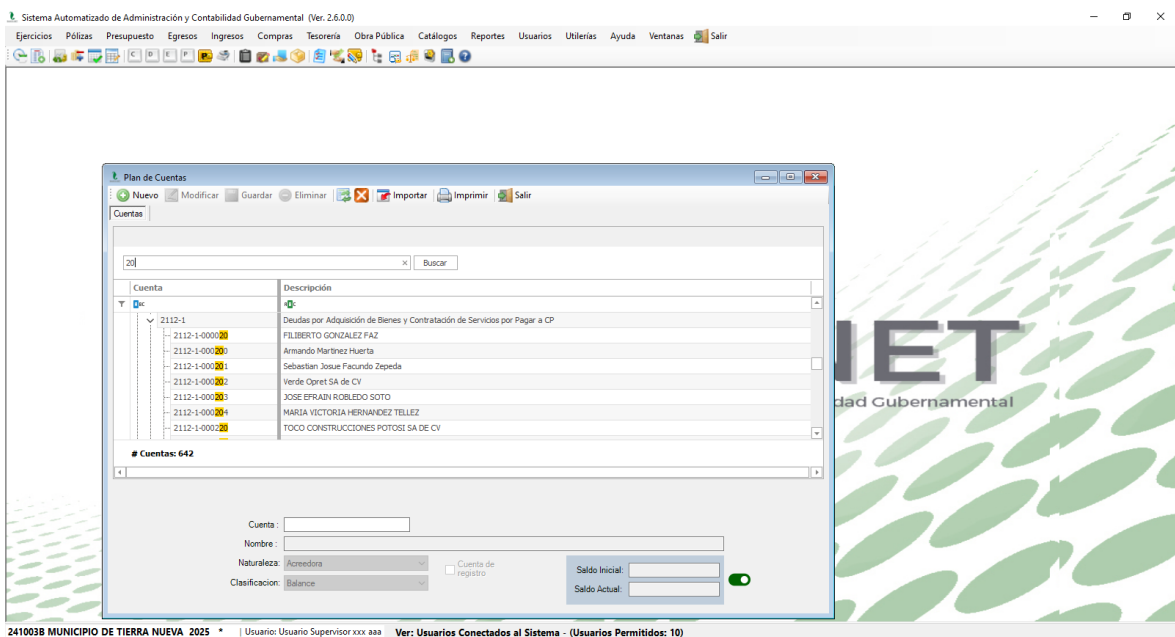 Sistema Automatizado de Administración y Contabilidad Gubernamental (Ver. 2.6.0.0)
Ejercicios Pólizas Presupuesto Egresos Ingresos Compras Tesorería Obra Pública Catálogos Reportes Usuarios Utilerías Ayuda Ventanas Salir
C D E P P
Plan de Cuentas
Nuevo Modificar Guardar Eliminar Importar Imprimir Salir
Cuentas
20 Buscar
Cuenta Descripción
2112-1 Deudas por Adquisición de Bienes y Contratación de Servicios por Pagar a CP
2112-1-000020 FILIBERTO GONZALEZ FAZ
2112-1-000200 Armando Martinez Huerta
2112-1-000201 Sebastian Josue Facundo Zepeda
2112-1-000202 Verde Opret SA de CV
2112-1-000203 JOSE EFRAIN ROBLEDO SOTO
2112-1-000204 MARIA VICTORIA HERNANDEZ TELLEZ
2112-1-000220 TOCO CONSTRUCCIONES POTOSI SA DE CV
# Cuentas: 642
Cuenta :
Nombre :
Naturaleza: Acreedora Cuenta de registro
Clasificacion: Balance
Saldo Inicial:
Saldo Actual:
NET
dad Gubernamental
241003B MUNICIPIO DE TIERRA NUEVA 2025 * | Usuario: Usuario Supervisor xxx aaa Ver: Usuarios Conectados al Sistema - (Usuarios Permitidos: 10)